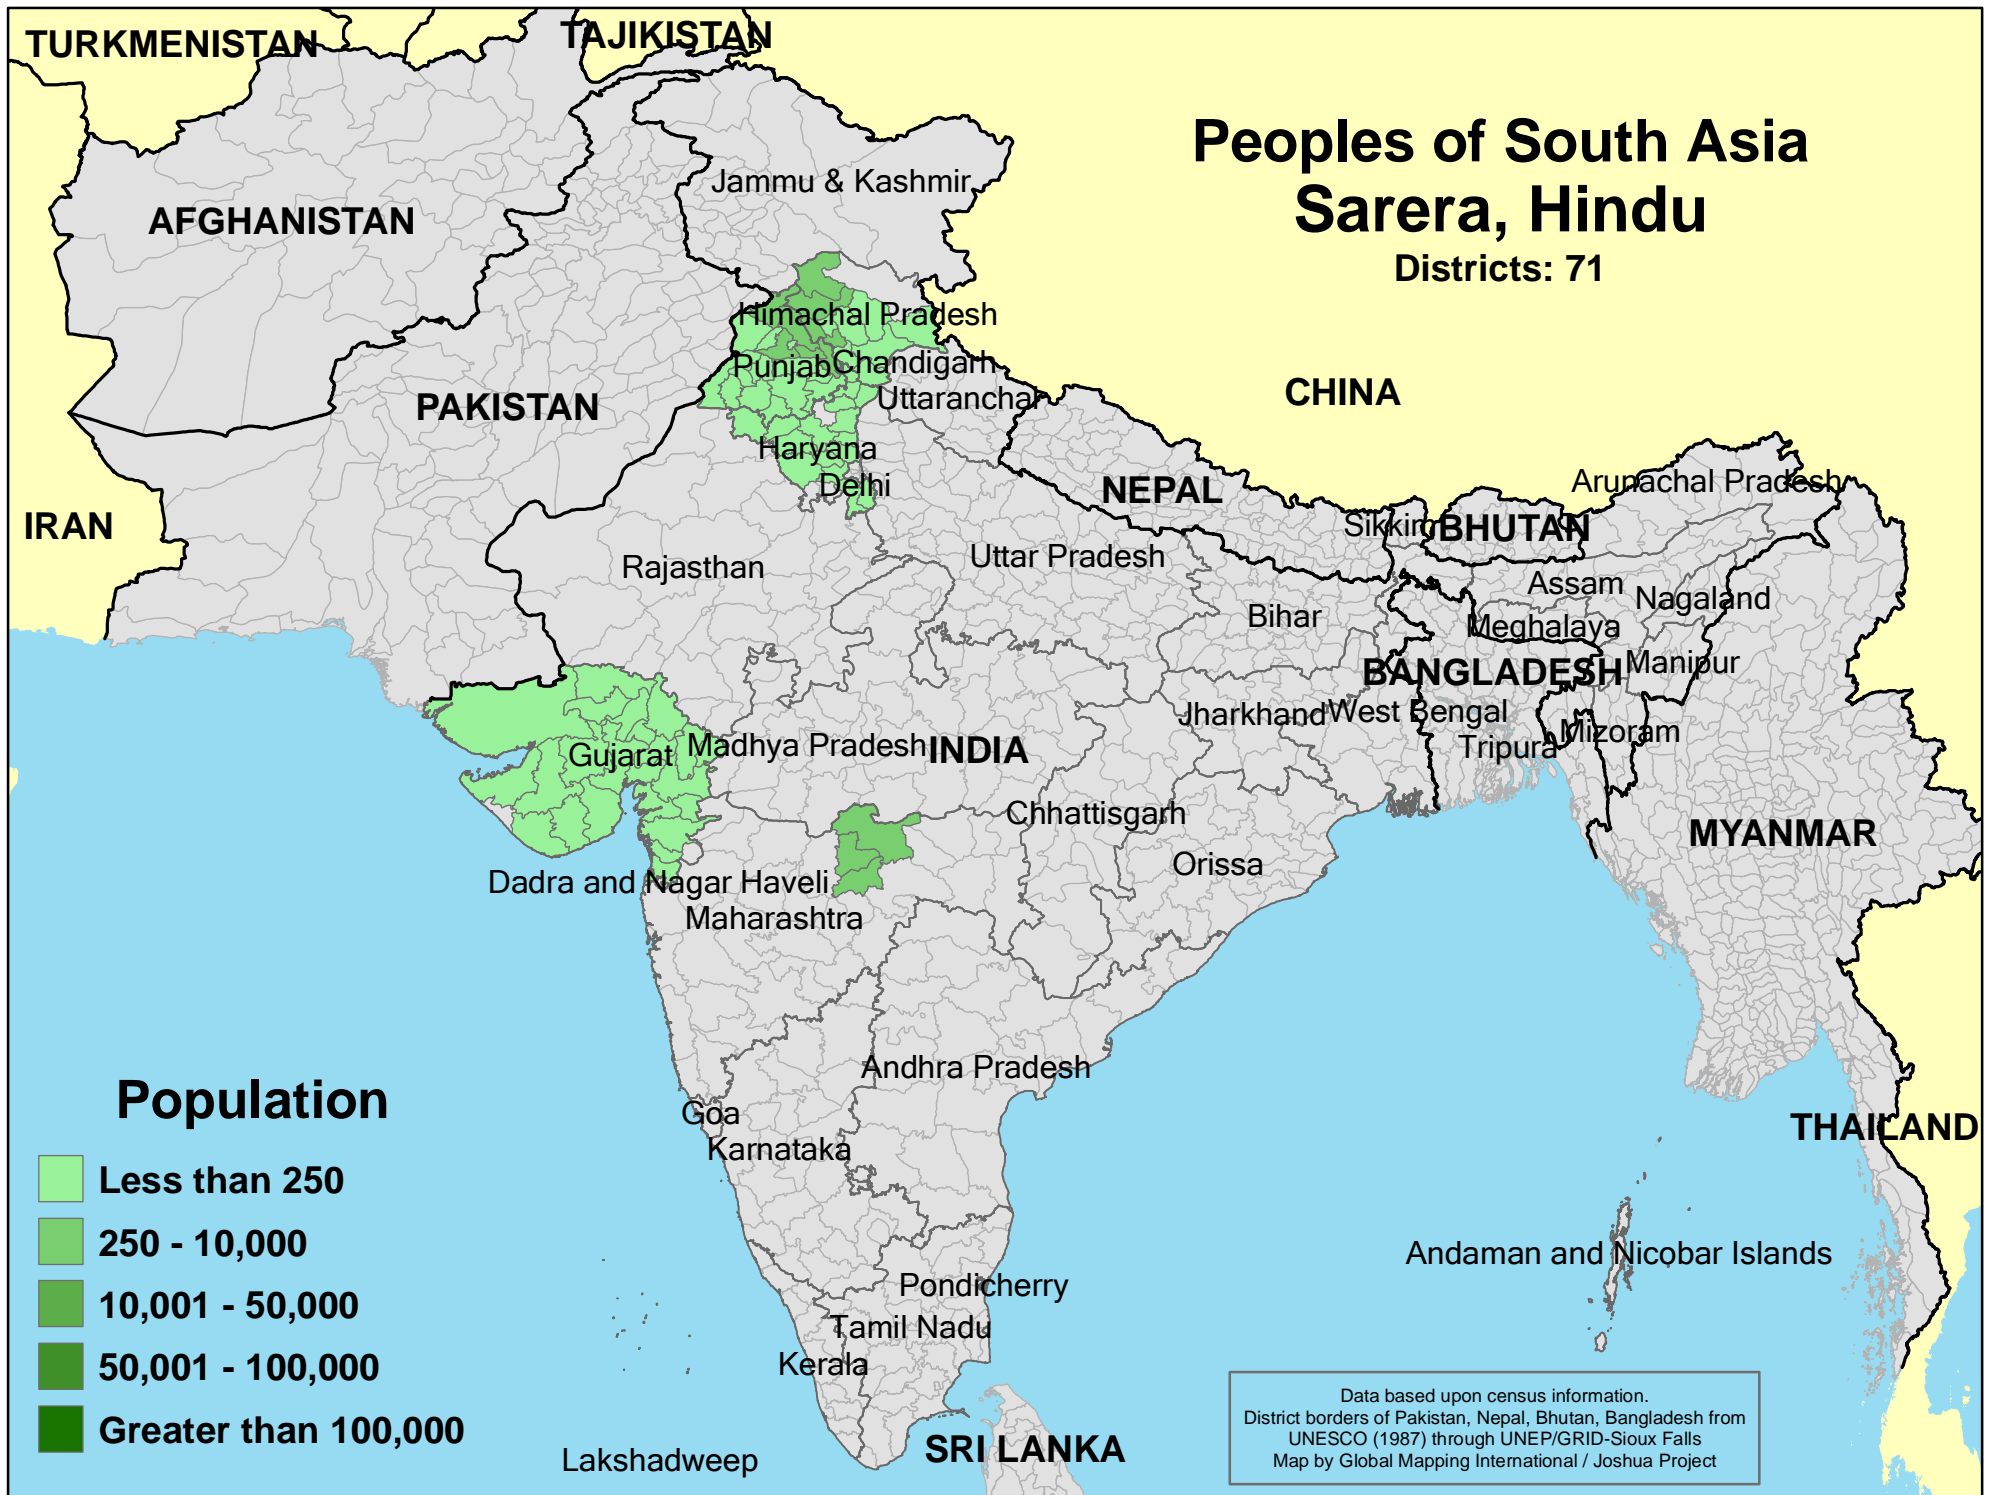 TURKMENISTAN
TAJIKISTAN
Peoples of South Asia
Sarera, Hindu
Districts: 71
Jammu & Kashmir
AFGHANISTAN
Himachal Pradesh
Punjab
Chandigarh
CHINA
Uttaranchal
PAKISTAN
Haryana
Delhi
NEPAL
Arunachal Pradesh
IRAN
Sikkim
BHUTAN
Rajasthan
Uttar Pradesh
Assam
Nagaland
Bihar
Meghalaya
BANGLADESH
Manipur
Jharkhand
West Bengal
Tripura
Mizoram
Gujarat
Madhya Pradesh
INDIA
Chhattisgarh
MYANMAR
Orissa
Dadra and Nagar Haveli
Maharashtra
Andhra Pradesh
Goa
Karnataka
THAILAND
Population
Less than 250
250 - 10,000
10,001 - 50,000
50,001 - 100,000
Greater than 100,000
Andaman and Nicobar Islands
Pondicherry
Tamil Nadu
Kerala
Lakshadweep
SRI LANKA
Data based upon census information.
District borders of Pakistan, Nepal, Bhutan, Bangladesh from
UNESCO (1987) through UNEP/GRID-Sioux Falls
Map by Global Mapping International / Joshua Project